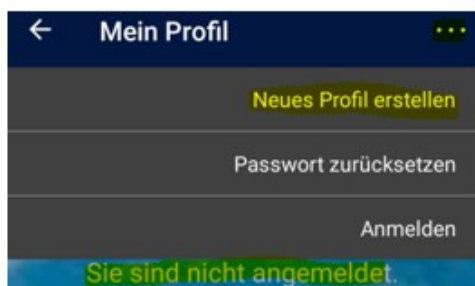 Mein Profil
Neues Profil erstellen
Passwort zurücksetzen
Anmelden
Sie sind nicht angemeldet.